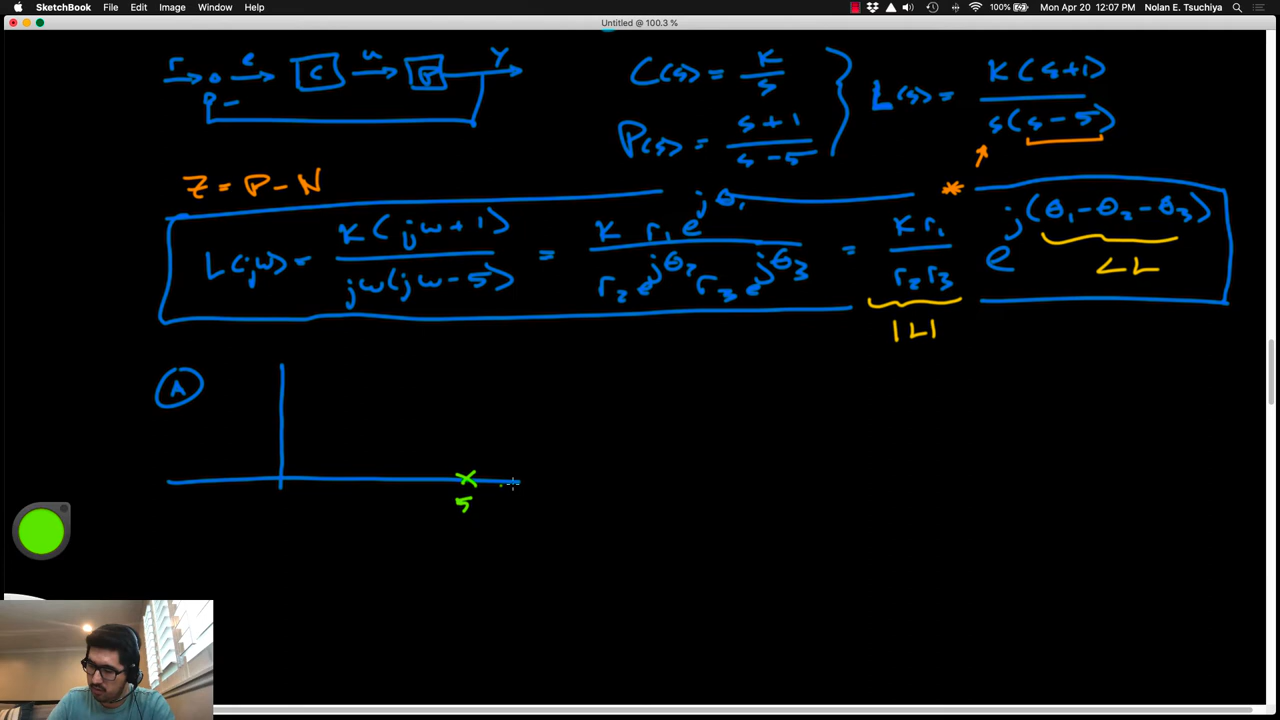 SketchBook File Edit Image Window Help 100% Mon Apr 20 12:07 PM Nolan E. Tsuchiya
Untitled @ 100.3 %
r e C u P Y
-
C(s) = K/s
P(s) = s+1/s-5
L(s) = K(s+1)/s(s-5)
Z = P - N
*
L(jω) = K(jω+1)/jω(jω-5) = K r₁ e^jθ₁/r₂ e^jθ₂ r₃ e^jθ₃ = K r₁/r₂ r₃ e^j(θ₁-θ₂-θ₃)
|L| ∠L
A
5